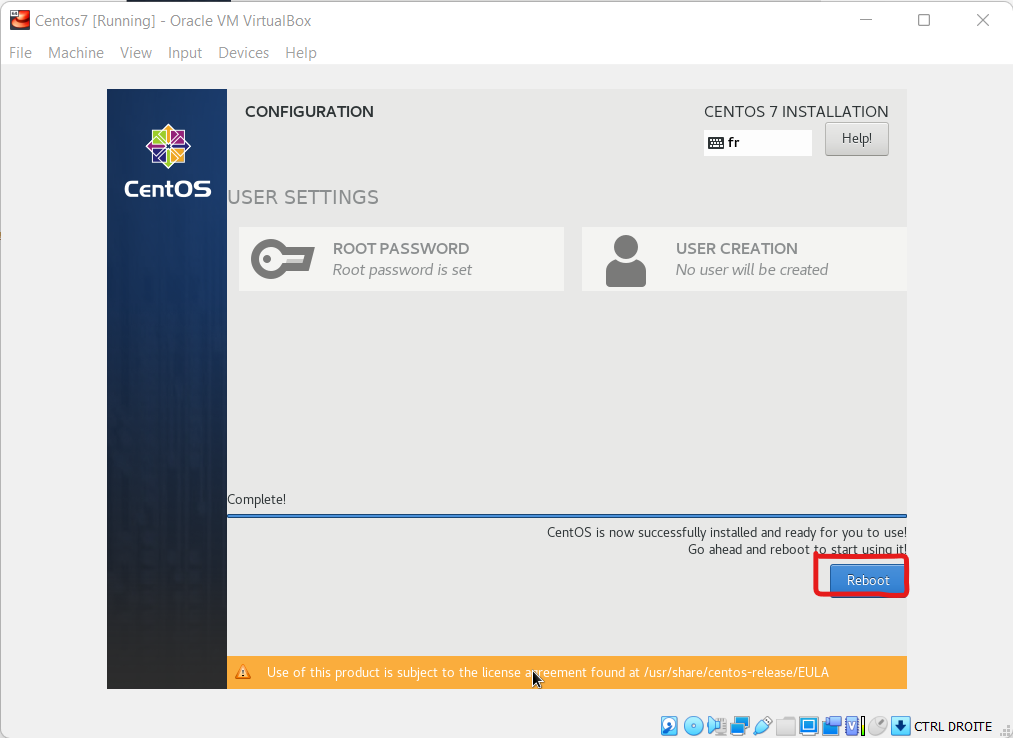 Centos7 [Running] - Oracle VM VirtualBox
File Machine View Input Devices Help
CentOS
CONFIGURATION
CENTOS 7 INSTALLATION
fr
Help!
USER SETTINGS
ROOT PASSWORD
Root password is set
USER CREATION
No user will be created
Complete!
CentOS is now successfully installed and ready for you to use!
Go ahead and reboot to start using it!
Reboot
Use of this product is subject to the license agreement found at /usr/share/centos-release/EULA
CTRL DROITE